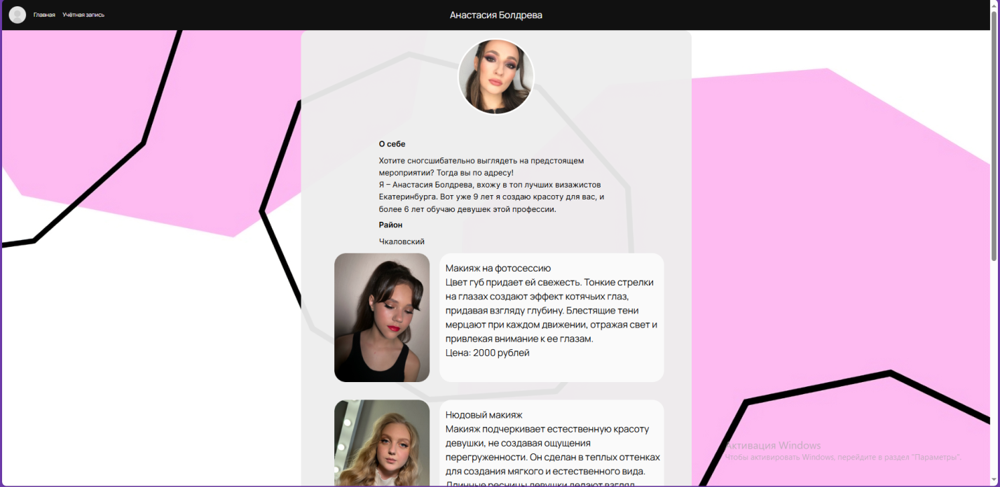 Главная Учётная запись
Анастасия Болдрева
О себе
Хотите сногсшибательно выглядеть на предстоящем
мероприятии? Тогда вы по адресу!
Я – Анастасия Болдрева, вхожу в топ лучших визажистов
Екатеринбурга. Вот уже 9 лет я создаю красоту для вас, и
более 6 лет обучаю девушек этой профессии.
Район
Чкаловский
Макияж на фотосессию
Цвет губ придает ей свежесть. Тонкие стрелки
на глазах создают эффект котячьих глаз,
придавая взгляду глубину. Блестящие тени
мерцают при каждом движении, отражая свет и
привлекая внимание к ее глазам.
Цена: 2000 рублей
Нюдовый макияж
Макияж подчеркивает естественную красоту
девушки, не создавая ощущения
перегруженности. Он сделан в теплых оттенках
для создания мягкого и естественного вида.
Длинные ресницы девушки делают взгляд
Активация Windows
Чтобы активировать Windows, перейдите в раздел "Параметры".